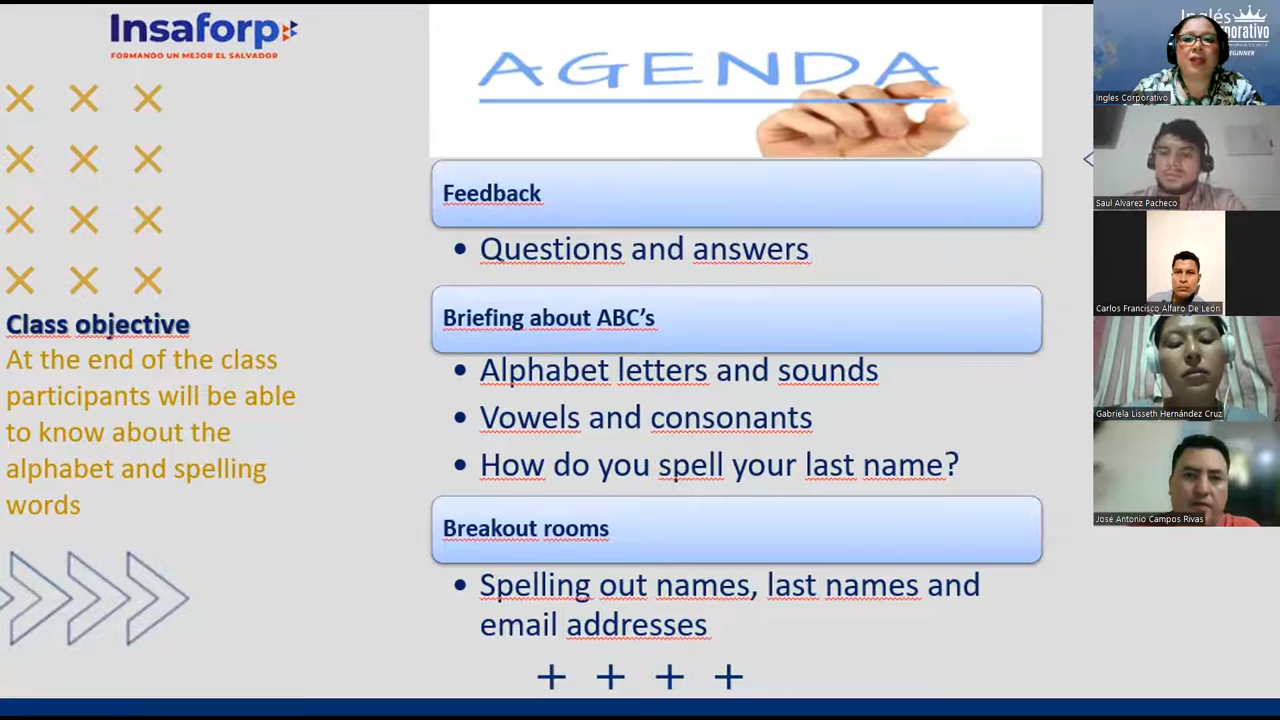 Insaforp
FORMANDO UN MEJOR EL SALVADOR
Class objective
At the end of the class
participants will be able
to know about the
alphabet and spelling
words
AGENDA
Feedback
• Questions and answers
Briefing about ABC's
• Alphabet letters and sounds
• Vowels and consonants
• How do you spell your last name?
Breakout rooms
• Spelling out names, last names and
email addresses
Inglés Corporativo
Saul Alvarez Pacheco
Carlos Francisco Alfaro De León
Gabriela Lisseth Hernández Cruz
José Antonio Campos Rivas